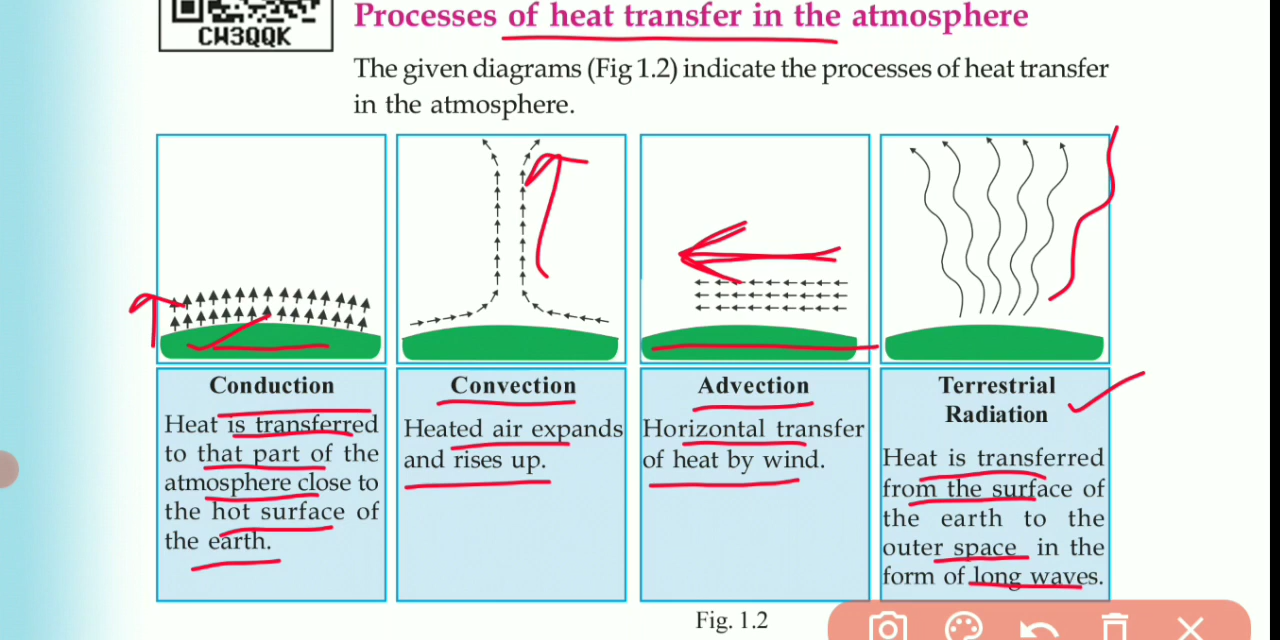 CW3QQK
Processes of heat transfer in the atmosphere
The given diagrams (Fig 1.2) indicate the processes of heat transfer
in the atmosphere.
Conduction
Heat is transferred
to that part of the
atmosphere close to
the hot surface of
the earth.
Convection
Heated air expands
and rises up.
Advection
Horizontal transfer
of heat by wind.
Terrestrial
Radiation
Heat is transferred
from the surface of
the earth to the
outer space in the
form of long waves.
Fig. 1.2